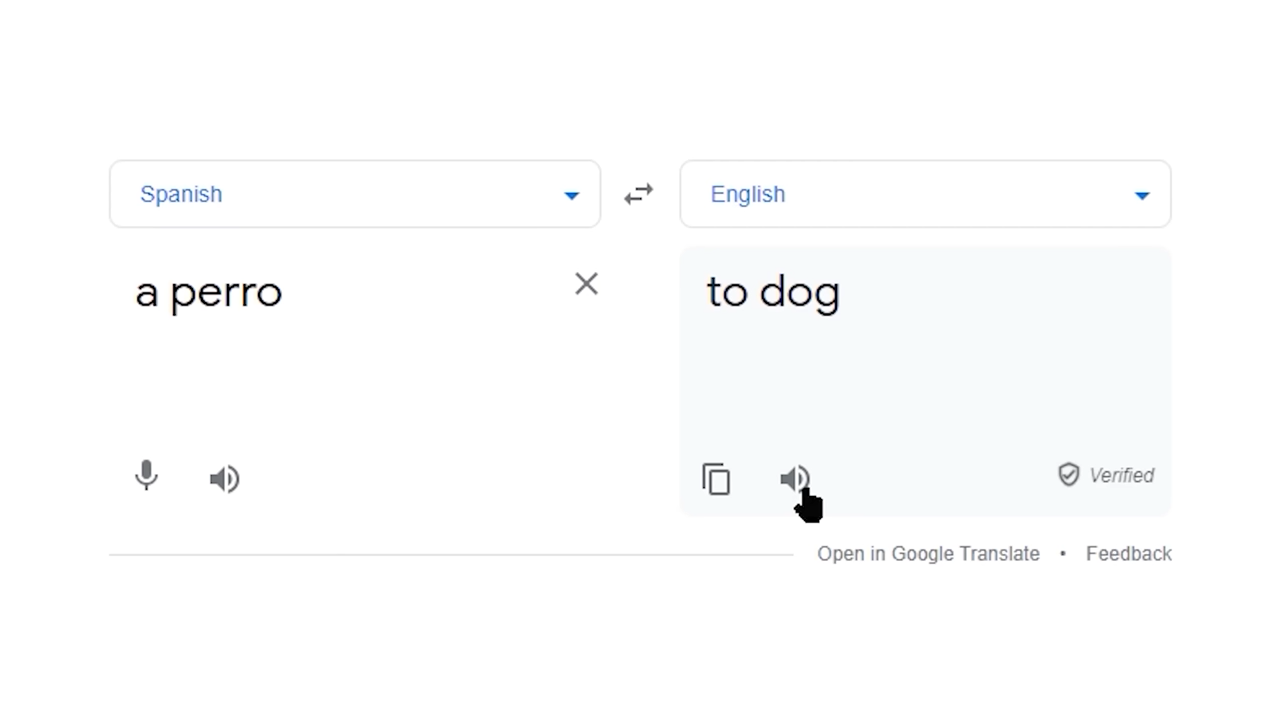 Spanish
English
a perro
to dog
Verified
Open in Google Translate • Feedback